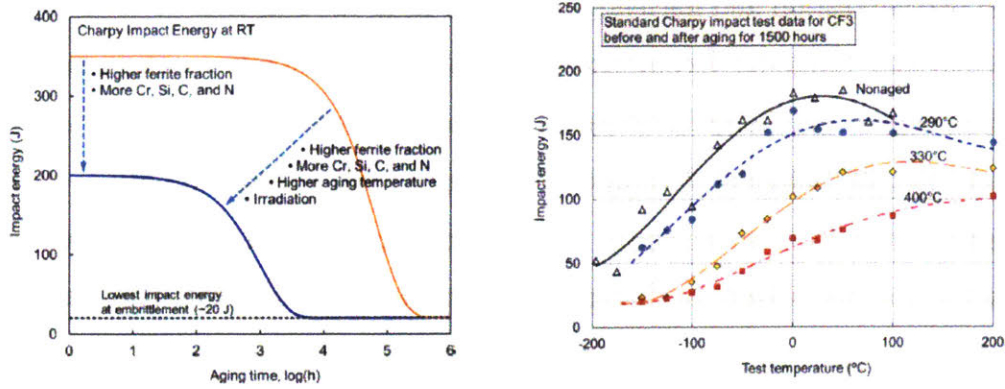 Charpy Impact Energy at RT
400
300
200
100
0
Impact energy (J)
• Higher ferrite fraction
• More Cr, Si, C, and N
• Higher ferrite fraction
• More Cr, Si, C, and N
• Higher aging temperature
• Irradiation
Lowest impact energy
at embrittlement (~20 J)
0 1 2 3 4 5 6
Aging time, log(h)
Standard Charpy impact test data for CF3
before and after aging for 1500 hours
250
200
150
100
50
0
Impact energy (J)
Nonaged
290°C
330°C
400°C
-200 -100 0 100 200
Test temperature (°C)